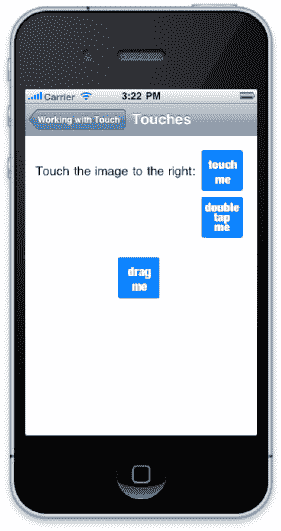 Carrier 3:22 PM
Working with Touch Touches
Touch the image to the right:
touch
me
double
tap
me
drag
me